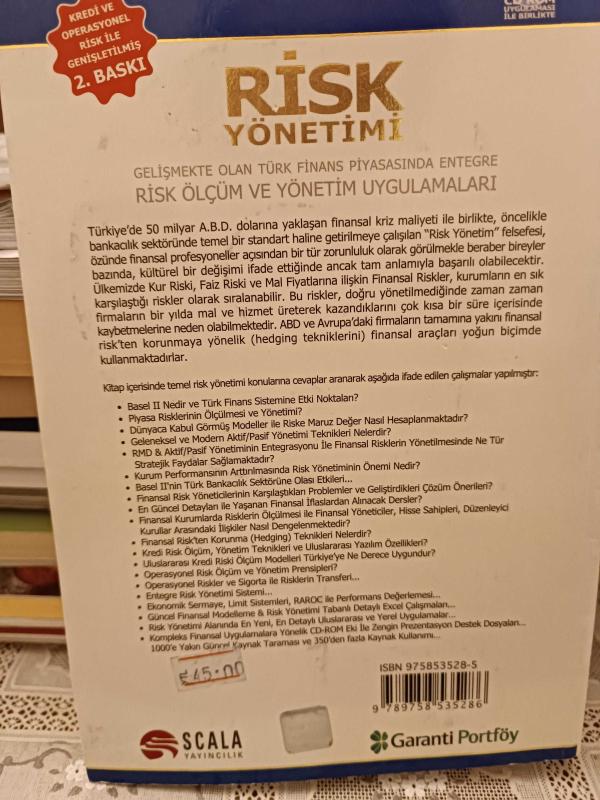 KREDİ VE
OPERASYONEL
RİSK İLE
GENİŞLETİLMİŞ
2. BASKI
CD-ROM
UYGULAMASI
İLE BİRLİKTE
RİSK
YÖNETİMİ
GELİŞMEKTE OLAN TÜRK FİNANS PİYASASINDA ENTEGRE
RİSK ÖLÇÜM VE YÖNETİM UYGULAMALARI
Türkiye'de 50 milyar A.B.D. dolarına yaklaşan finansal kriz maliyeti ile birlikte, öncelikle
bankacılık sektöründe temel bir standart haline getirilmeye çalışılan "Risk Yönetim" felsefesi,
özünde finansal profesyoneller açısından bir tür zorunluluk olarak görülmekle beraber bireyler
bazında, kültürel bir değişimi ifade ettiğinde ancak tam anlamıyla başarılı olabilecektir.
Ülkemizde Kur Riski, Faiz Riski ve Mal Fiyatlarına ilişkin Finansal Riskler, kurumların en sık
karşılaştığı riskler olarak sıralanabilir. Bu riskler, doğru yönetilmediğinde zaman zaman
firmaların bir yılda mal ve hizmet üreterek kazandıklarını çok kısa bir süre içerisinde
kaybetmelerine neden olabilmektedir. ABD ve Avrupa'daki firmaların tamamına yakını finansal
risk'ten korunmaya yönelik (hedging tekniklerini) finansal araçları yoğun biçimde
kullanmaktadırlar.
Kitap içerisinde temel risk yönetimi konularına cevaplar aranarak aşağıda ifade edilen çalışmalar yapılmıştır:
• Basel II Nedir ve Türk Finans Sistemine Etki Noktaları?
• Piyasa Risklerinin Ölçülmesi ve Yönetimi?
• Dünyaca Kabul Görmüş Modeller ile Riske Maruz Değer Nasıl Hesaplanmaktadır?
• Geleneksel ve Modern Aktif/Pasif Yönetimi Teknikleri Nelerdir?
• RMD & Aktif/Pasif Yönetiminin Entegrasyonu İle Finansal Risklerin Yönetilmesinde Ne Tür
Stratejik Faydalar Sağlamaktadır?
• Kurum Performansının Arttırılmasında Risk Yönetiminin Önemi Nedir?
• Basel II'nin Türk Bankacılık Sektörüne Olası Etkileri...
• Finansal Risk Yöneticilerinin Karşılaştıkları Problemler ve Geliştirdikleri Çözüm Önerileri?
• En Güncel Detayları ile Yaşanan Finansal İflaslardan Alınacak Dersler?
• Finansal Kurumlarda Risklerin Ölçülmesi ile Finansal Yöneticiler, Hisse Sahipleri, Düzenleyici
Kurullar Arasındaki İlişkiler Nasıl Dengelenmektedir?
• Finansal Risk'ten Korunma (Hedging) Teknikleri Nelerdir?
• Kredi Risk Ölçüm, Yönetim Teknikleri ve Uluslararası Yazılım Özellikleri?
• Uluslararası Kredi Riski Ölçüm Modelleri Türkiye'ye Ne Derece Uygundur?
• Operasyonel Risk Ölçüm ve Yönetim Prensipleri?
• Operasyonel Riskler ve Sigorta ile Risklerin Transferi...
• Entegre Risk Yönetimi Sistemi...
• Ekonomik Sermaye, Limit Sistemleri, RAROC ile Performans Değerlemesi...
• Güncel Finansal Modelleme & Risk Yönetimi Tabanlı Detaylı Excel Çalışmaları...
• Risk Yönetimi Alanında En Yeni, En Detaylı Uluslararası ve Yerel Uygulamalar...
• Kompleks Finansal Uygulamalara Yönelik CD-ROM Eki İle Zengin Prezentasyon Destek Dosyaları...
1000'e Yakın Güncel Kaynak Taraması ve 350'den fazla Kaynak Kullanımı...
₺45.00
ISBN 975853528-5
9 789758 535286
SCALA
YAYINCILIK
Garanti Portföy